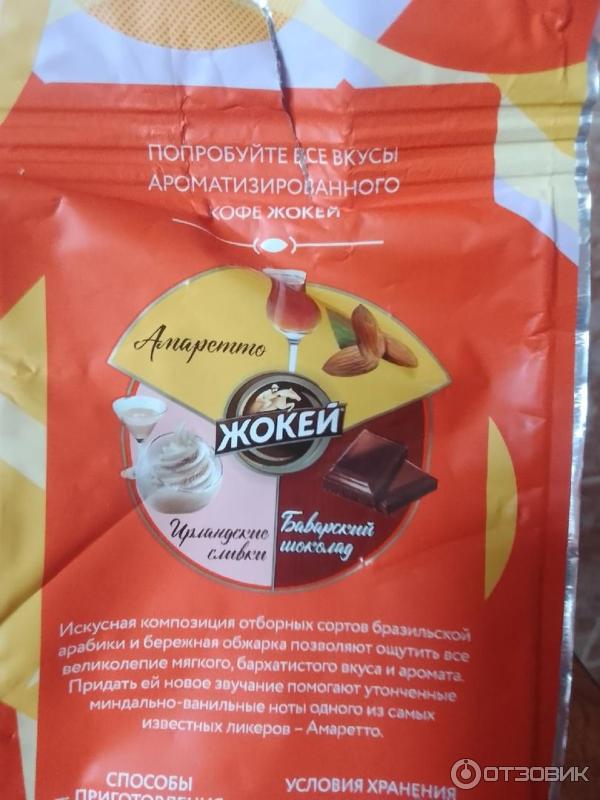 ПОПРОБУЙТЕ ВСЕ ВКУСЫ
АРОМАТИЗИРОВАННОГО
КОФЕ ЖОКЕЙ
Амаретто
ЖОКЕЙ
Ирландские
сливки
Баварский
шоколад
Искусная композиция отборных сортов бразильской
арабики и бережная обжарка позволяют ощутить все
великолепие мягкого, бархатистого вкуса и аромата.
Придать ей новое звучание помогают утонченные
миндально-ванильные ноты одного из самых
известных ликеров – Амаретто.
СПОСОБЫ
ПРИГОТОВЛЕНИЯ
УСЛОВИЯ ХРАНЕНИЯ
ОТЗОВИК